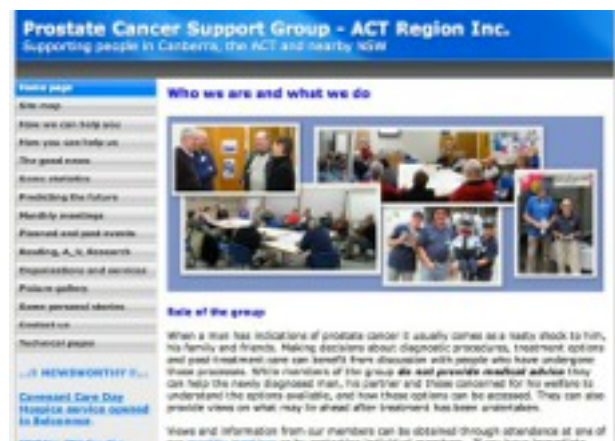 Prostate Cancer Support Group - ACT Region Inc.
Supporting people in Canberra, the ACT and nearby NSW
Home page
Site map
How we can help you
How you can help us
The good news
Some statistics
Predicting the future
Monthly meetings
Planned and past events
Reading, A_V, Research
Organisations and services
Picture gallery
Some personal stories
Contact us
Technical pages
...!! NEWSWORTHY !!...
Covenant Care Day
Hospice service opened
in Belconnen
Who we are and what we do
Role of the group
When a man has indications of prostate cancer it usually comes as a nasty shock to him,
his family and friends. Making decisions about diagnostic procedures, treatment options
and post-treatment care can benefit from discussion with people who have undergone
those processes. While members of the group do not provide medical advice they
can help the newly diagnosed man, his partner and those concerned for his welfare to
understand the options available, and how these options can be accessed. They can also
provide views on what may lie ahead after treatment has been undertaken.
Views and information from our members can be obtained through attendance at one of